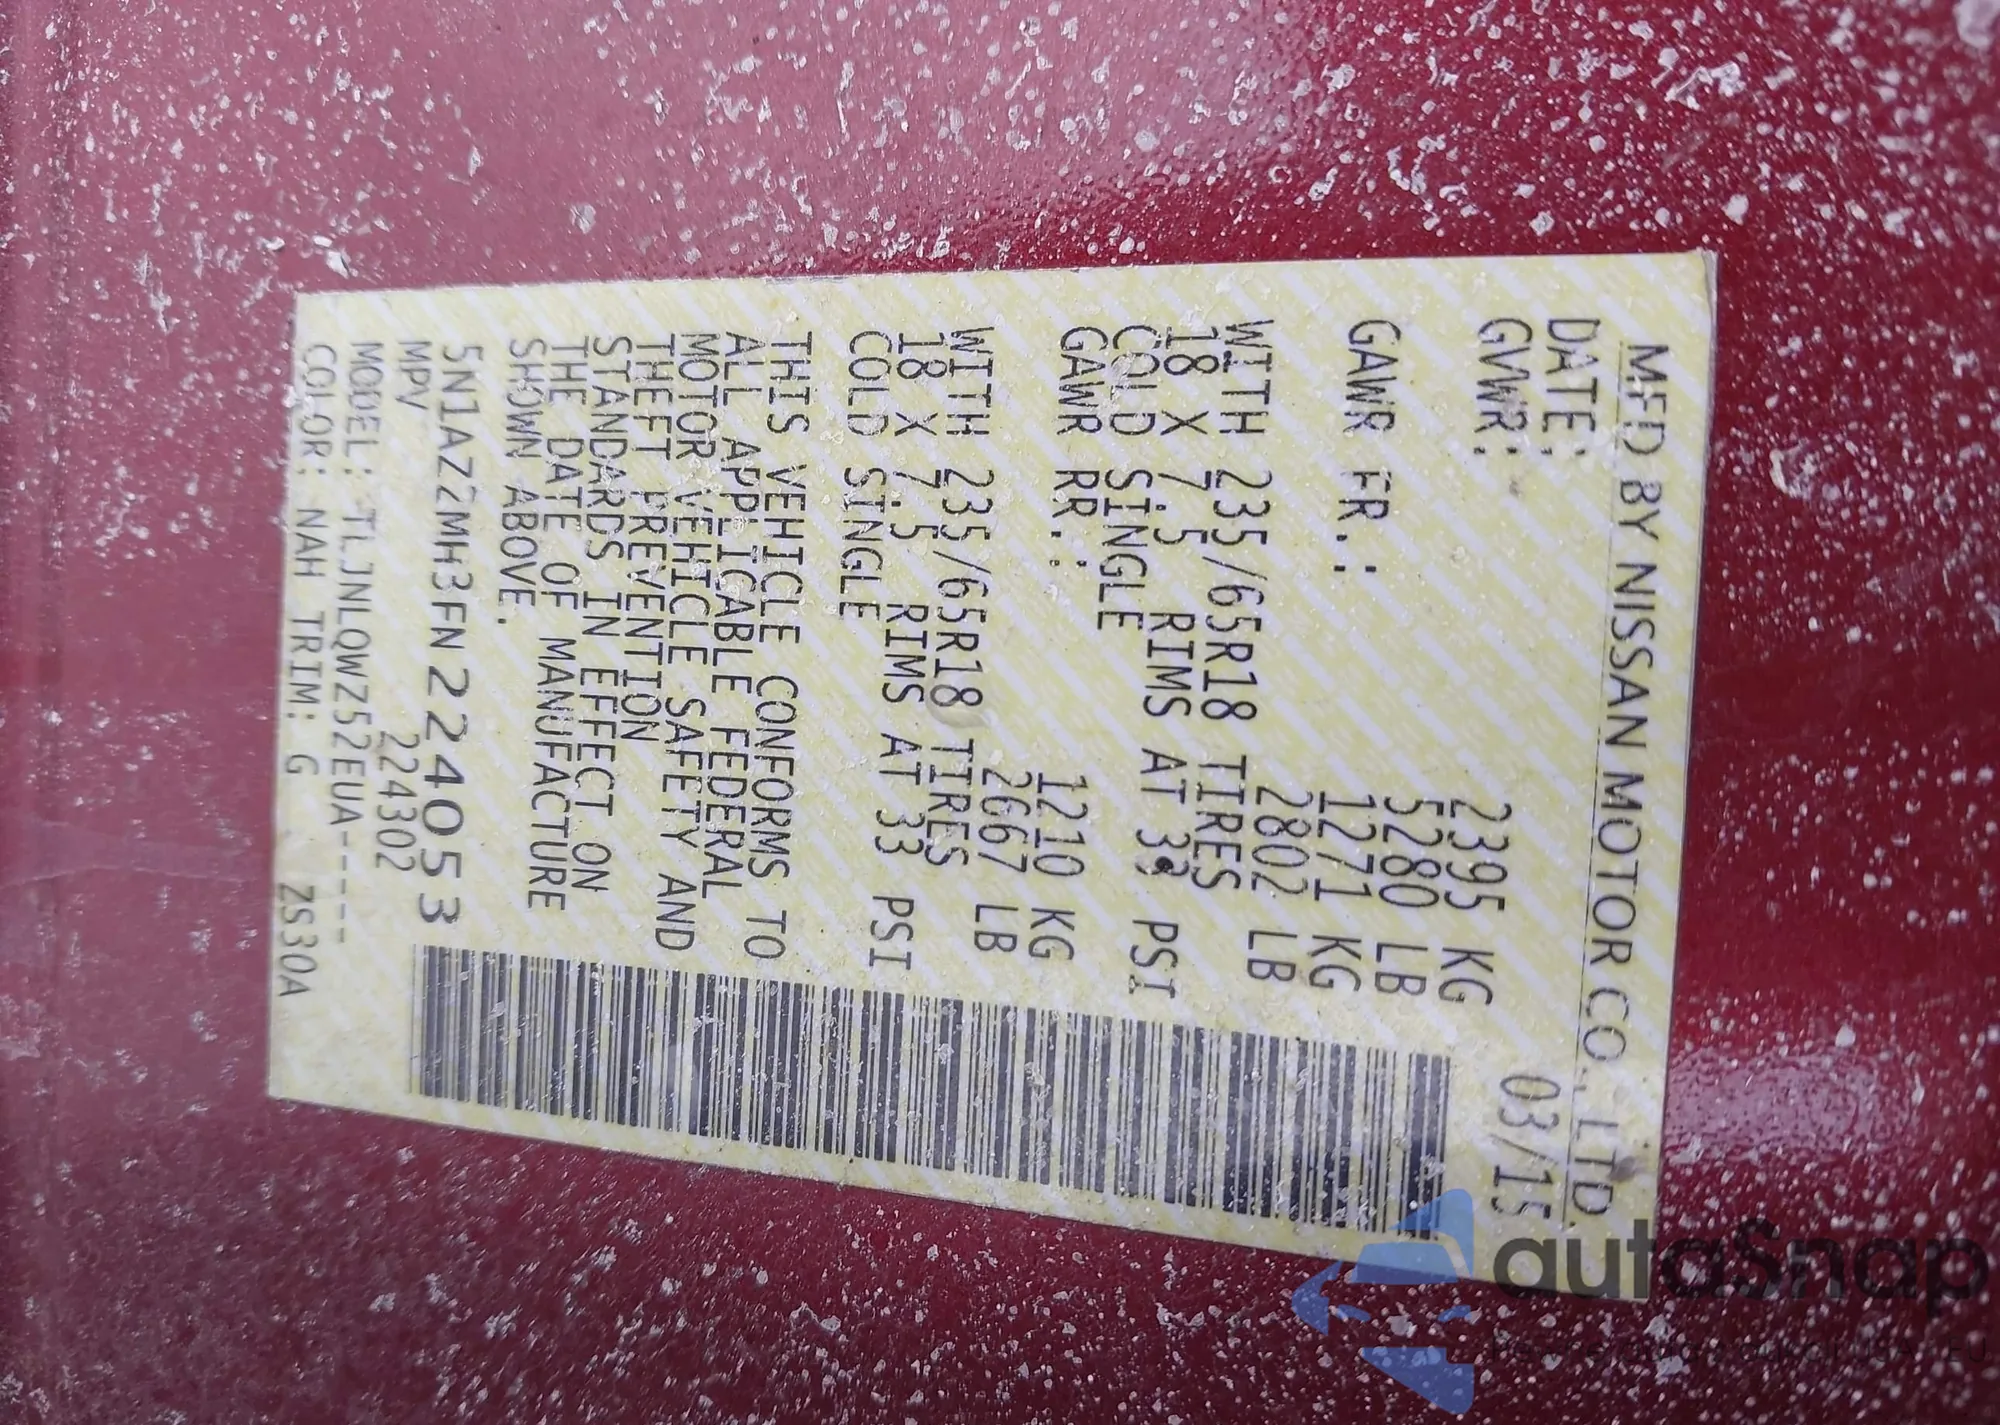 MFD BY NISSAN MOTOR CO., LTD.
DATE: 03/15
GVWR: 2395 KG
5280 LB
GAWR FR.: 1271 KG
2802 LB
WITH 235/65R18 TIRES
18 X 7.5 RIMS AT 33 PSI
COLD SINGLE
GAWR RR.: 1210 KG
2667 LB
WITH 235/65R18 TIRES
18 X 7.5 RIMS AT 33 PSI
COLD SINGLE
THIS VEHICLE CONFORMS TO
ALL APPLICABLE FEDERAL
MOTOR VEHICLE SAFETY AND
THEFT PREVENTION
STANDARDS IN EFFECT ON
THE DATE OF MANUFACTURE
SHOWN ABOVE.
5N1AZ2MH3FN224053
MPV 224302
MODEL: TLJNLQWZ52EUA-----
COLOR: NAH TRIM: G ZS30A
autaSnap